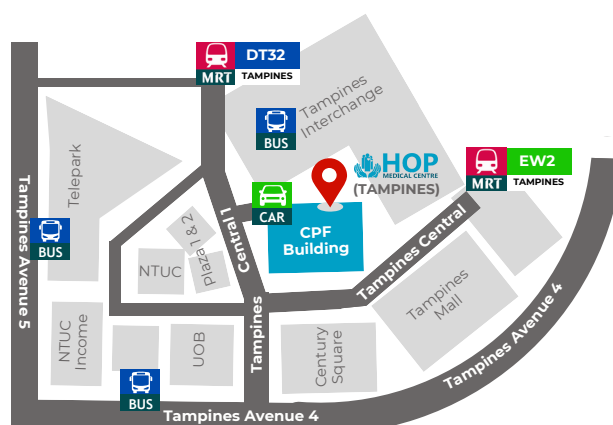 DT32
MRT
TAMPINES
Tampines
Interchange
BUS
HOP
MEDICAL CENTRE
(TAMPINES)
EW2
MRT
TAMPINES
Telepark
Tampines Avenue 5
BUS
CAR
CPF
Building
Plaza 1 & 2
NTUC
Tampines Central 1
Tampines Central
Tampines
Mall
NTUC
Income
UOB
Century
Square
BUS
Tampines Avenue 4
Tampines Avenue 4